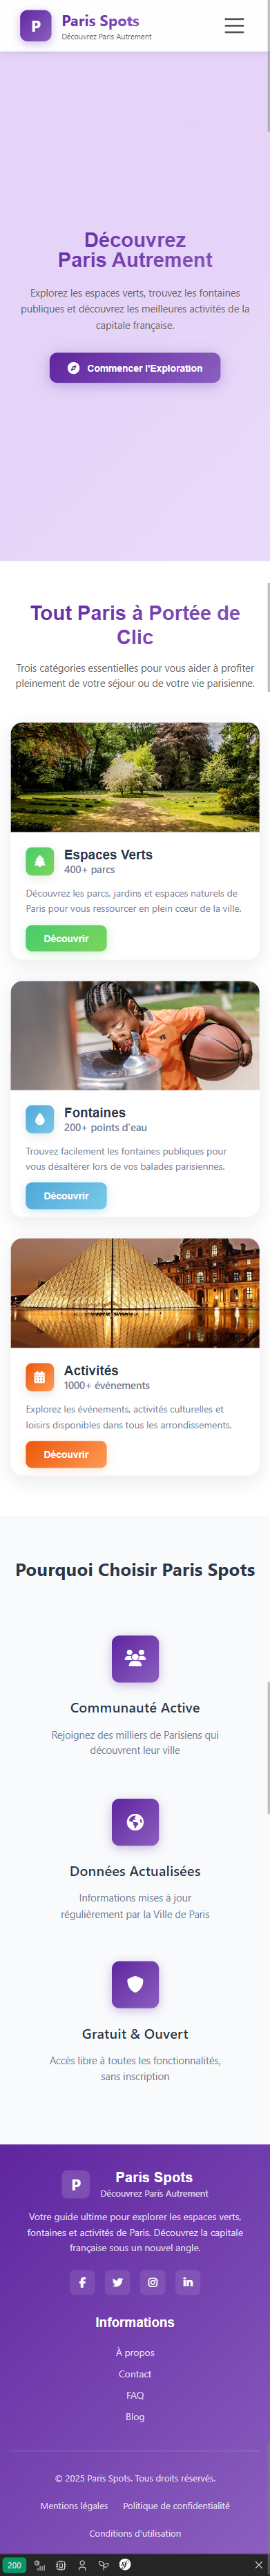 P
Paris Spots
Découvrez Paris Autrement
Découvrez
Paris Autrement
Explorez les espaces verts, trouvez les fontaines
publiques et découvrez les meilleures activités de la
capitale française.
Commencer l'Exploration
Tout Paris à Portée de
Clic
Trois catégories essentielles pour vous aider à profiter
pleinement de votre séjour ou de votre vie parisienne.
Espaces Verts
400+ parcs
Découvrez les parcs, jardins et espaces naturels de
Paris pour vous ressourcer en plein cœur de la ville.
Découvrir
Fontaines
200+ points d'eau
Trouvez facilement les fontaines publiques pour
vous désaltérer lors de vos balades parisiennes.
Découvrir
Activités
1000+ événements
Explorez les événements, activités culturelles et
loisirs disponibles dans tous les arrondissements.
Découvrir
Pourquoi Choisir Paris Spots
Communauté Active
Rejoignez des milliers de Parisiens qui
découvrent leur ville
Données Actualisées
Informations mises à jour
régulièrement par la Ville de Paris
Gratuit & Ouvert
Accès libre à toutes les fonctionnalités,
sans inscription
P
Paris Spots
Découvrez Paris Autrement
Votre guide ultime pour explorer les espaces verts,
fontaines et activités de Paris. Découvrez la capitale
française sous un nouvel angle.
Informations
À propos
Contact
FAQ
Blog
© 2025 Paris Spots. Tous droits réservés.
Mentions légales Politique de confidentialité
Conditions d'utilisation
200